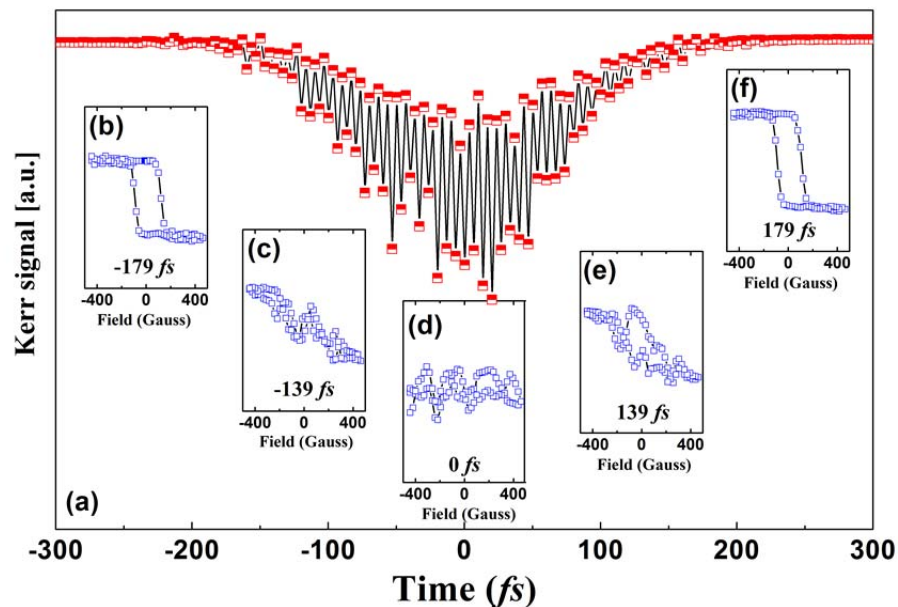 Kerr signal [a.u.]
(a)
(b)
-179 fs
-400 0 400
Field (Gauss)
(c)
-139 fs
-400 0 400
Field (Gauss)
(d)
0 fs
-400 0 400
Field (Gauss)
(e)
139 fs
-400 0 400
Field (Gauss)
(f)
179 fs
-400 0 400
Field (Gauss)
-300 -200 -100 0 100 200 300
Time (fs)